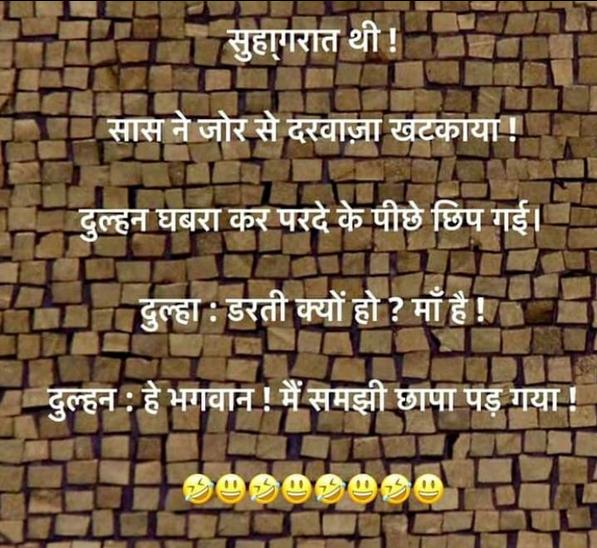 सुहागरात थी !
सास ने जोर से दरवाज़ा खटकाया !
दुल्हन घबरा कर परदे के पीछे छिप गई।
दुल्हा : डरती क्यों हो ? माँ है !
दुल्हन : हे भगवान ! मैं समझी छापा पड़ गया !
🤣😃🤣😃🤣😃🤣😃